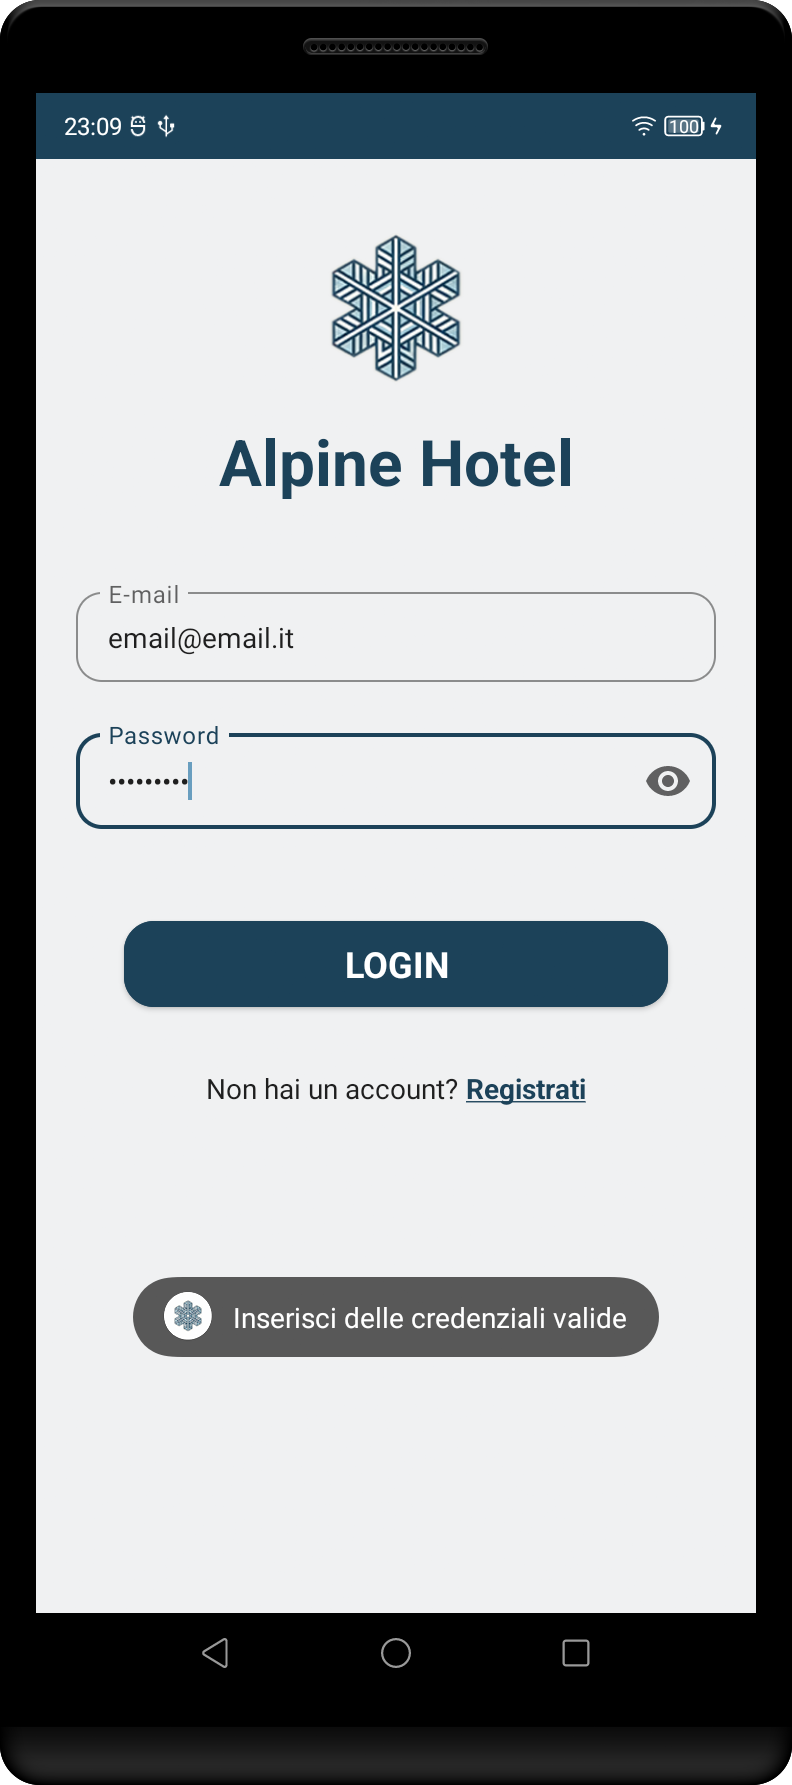 23:09 100
Alpine Hotel
E-mail
email@email.it
Password
•••••••••
LOGIN
Non hai un account? Registrati
Inserisci delle credenziali valide